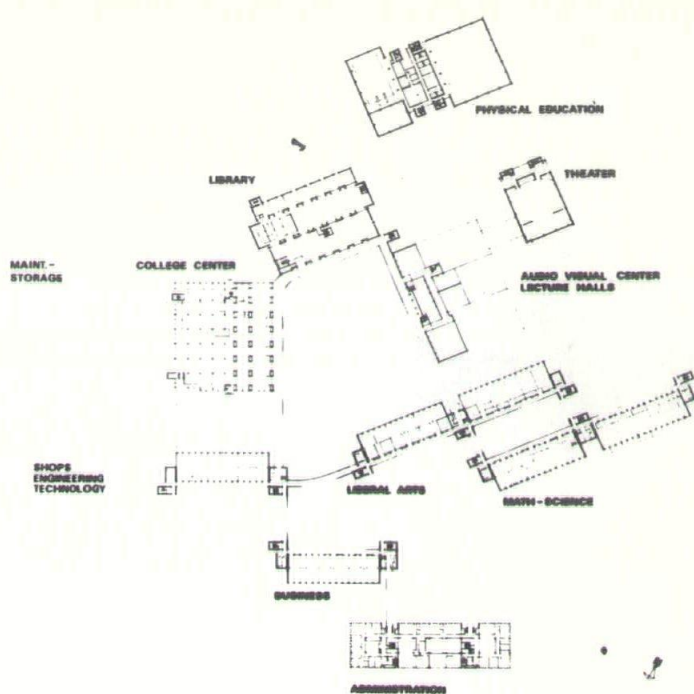 PHYSICAL EDUCATION
LIBRARY
THEATER
MAINT.-
STORAGE
COLLEGE CENTER
AUDIO VISUAL CENTER
LECTURE HALLS
SHOPS
ENGINEERING
TECHNOLOGY
LIBERAL ARTS
MATH-SCIENCE
BUSINESS
ADMINISTRATION